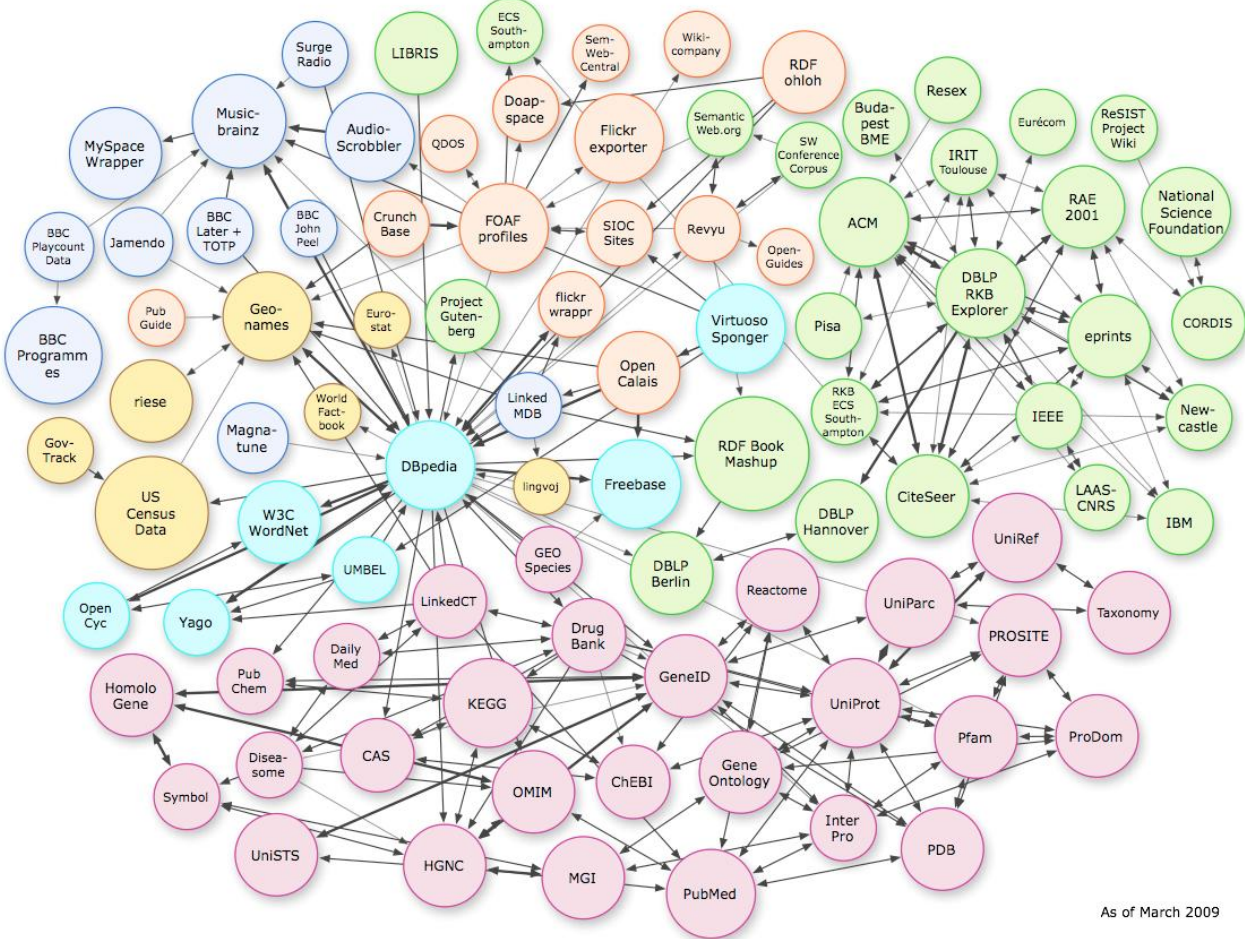 Surge
Radio
LIBRIS
ECS
South-
ampton
Sem-
Web-
Central
Wiki-
company
RDF
ohloh
Music-
brainz
MySpace
Wrapper
Audio-
Scrobbler
QDOS
Doap-
space
Flickr
exporter
Semantic
Web.org
SW
Conference
Corpus
Buda-
pest
BME
Resex
Eurécom
ReSIST
Project
Wiki
IRIT
Toulouse
BBC
Playcount
Data
Jamendo
BBC
Later +
TOTP
BBC
John
Peel
Crunch
Base
FOAF
profiles
SIOC
Sites
Revyu
Open-
Guides
ACM
RAE
2001
National
Science
Foundation
DBLP
RKB
Explorer
Pub
Guide
Geo-
names
Euro-
stat
Project
Guten-
berg
flickr
wrappr
Virtuoso
Sponger
Pisa
eprints
CORDIS
BBC
Programm
es
riese
World
Fact-
book
Linked
MDB
Open
Calais
RKB
ECS
South-
ampton
IEEE
New-
castle
Gov-
Track
Magna-
tune
DBpedia
lingvoj
Freebase
RDF Book
Mashup
CiteSeer
LAAS-
CNRS
IBM
US
Census
Data
W3C
WordNet
DBLP
Hannover
UniRef
Open
Cyc
Yago
UMBEL
GEO
Species
DBLP
Berlin
Reactome
UniParc
Taxonomy
LinkedCT
Drug
Bank
PROSITE
Daily
Med
Pub
Chem
Homolo
Gene
KEGG
GeneID
UniProt
Pfam
ProDom
Disea-
some
CAS
Symbol
OMIM
ChEBI
Gene
Ontology
Inter
Pro
UniSTS
HGNC
MGI
PubMed
PDB
As of March 2009